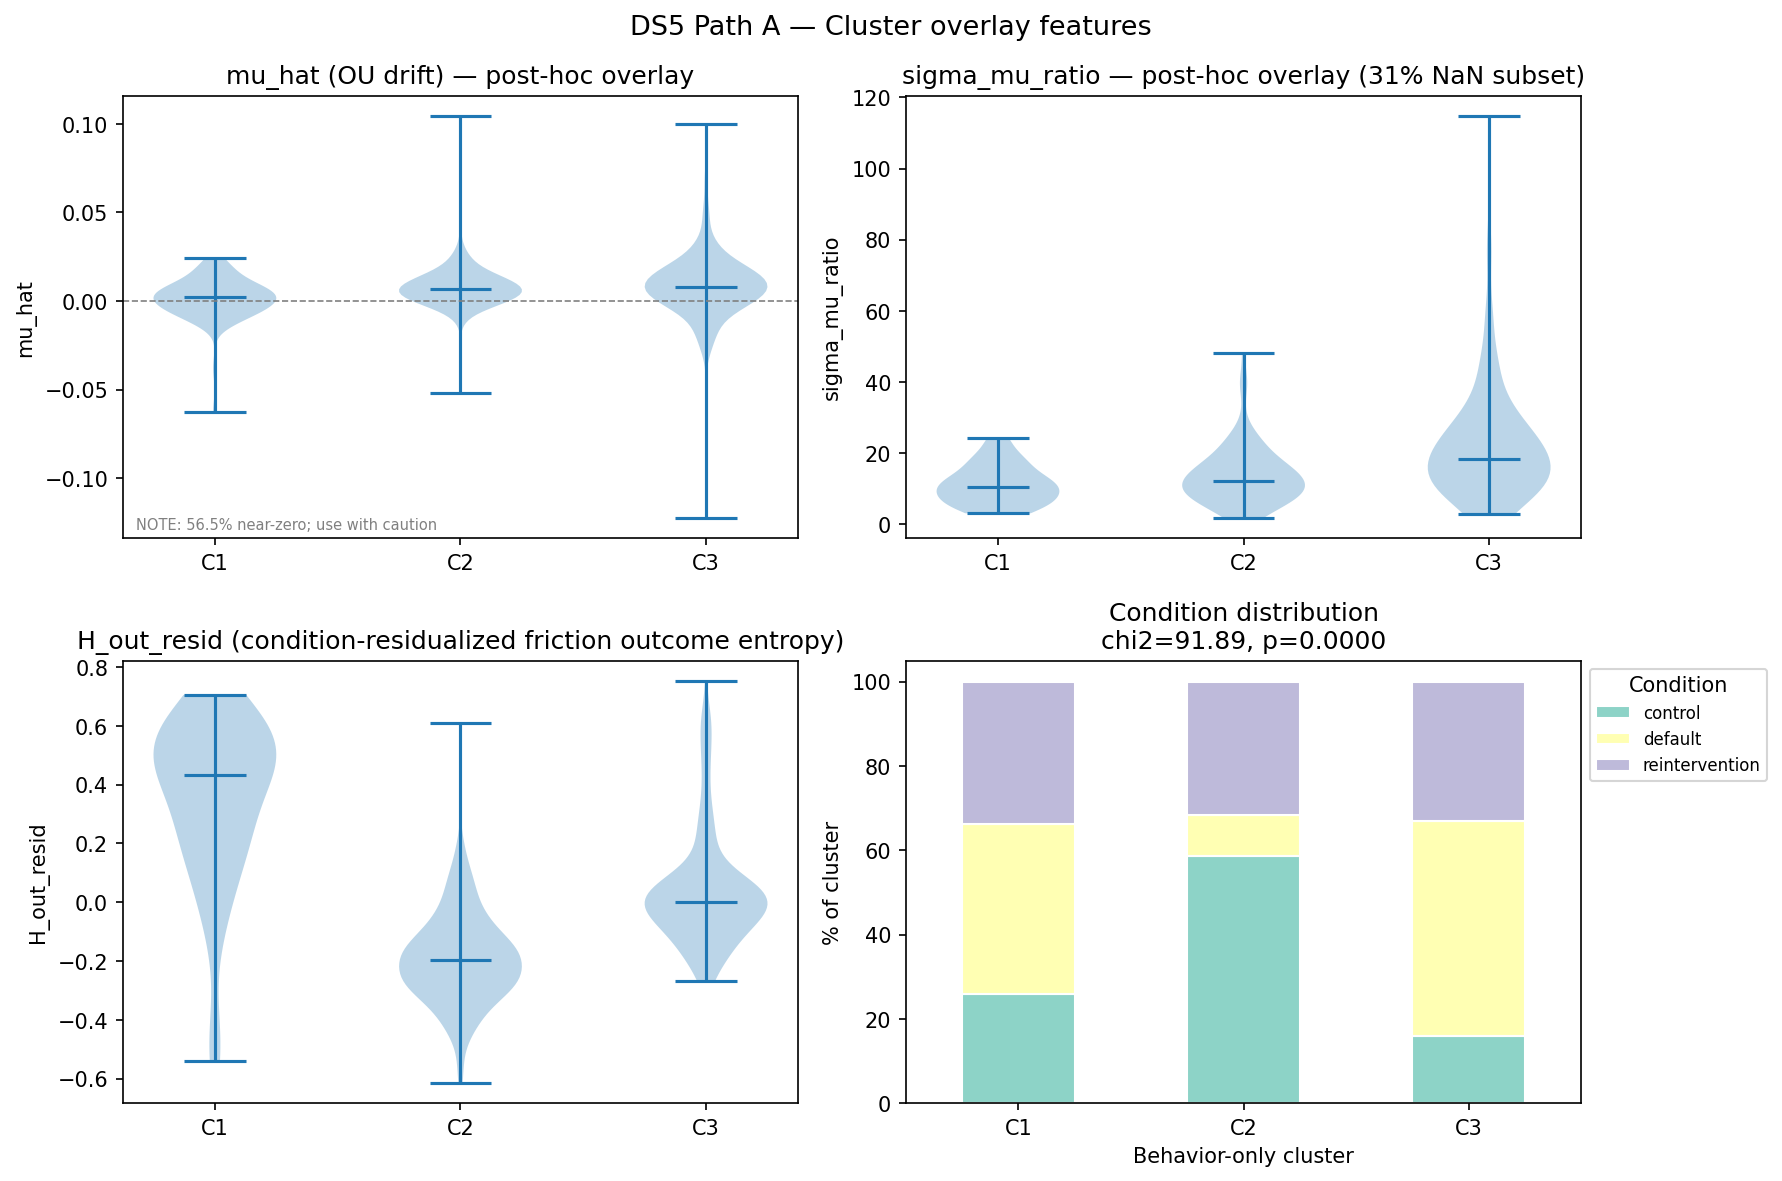 DS5 Path A — Cluster overlay features
mu_hat (OU drift) — post-hoc overlay
0.10
0.05
0.00
−0.05
−0.10
mu_hat
NOTE: 56.5% near-zero; use with caution
C1
C2
C3
sigma_mu_ratio — post-hoc overlay (31% NaN subset)
120
100
80
60
40
20
0
sigma_mu_ratio
C1
C2
C3
H_out_resid (condition-residualized friction outcome entropy)
0.8
0.6
0.4
0.2
0.0
−0.2
−0.4
−0.6
H_out_resid
C1
C2
C3
Condition distribution
chi2=91.89, p=0.0000
100
80
60
40
20
0
% of cluster
C1
C2
C3
Behavior-only cluster
Condition
control
default
reintervention